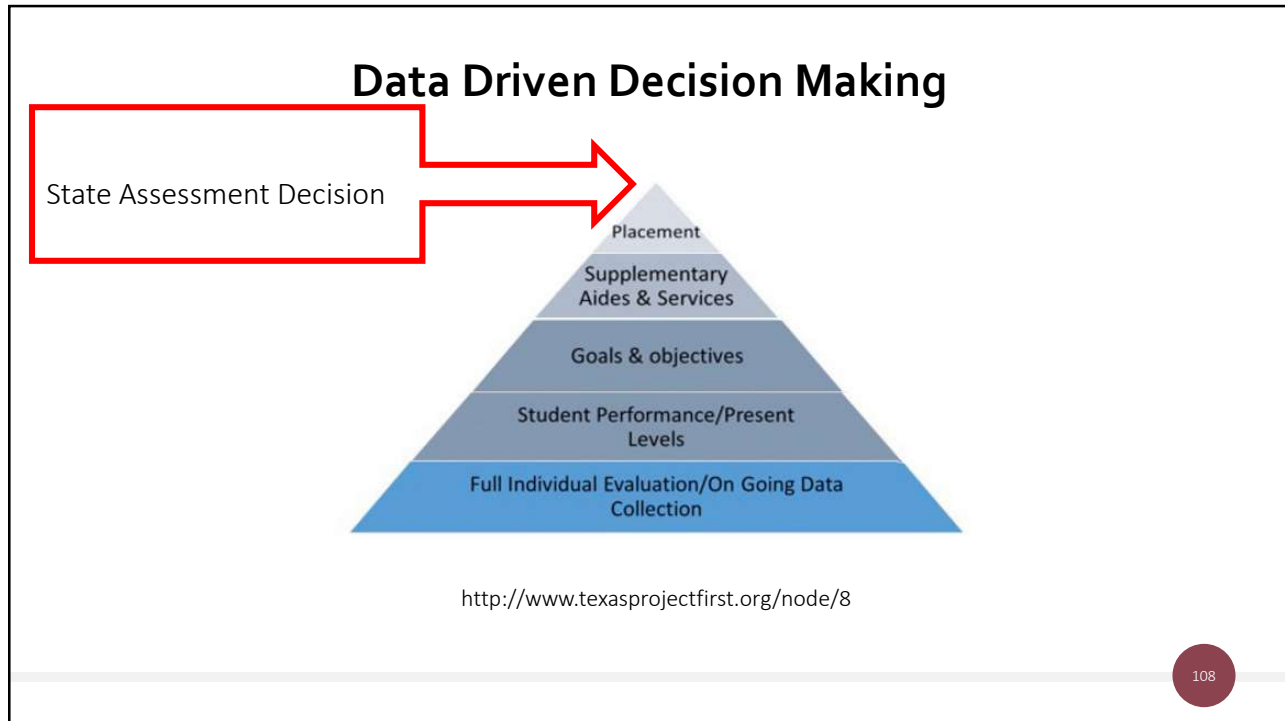 Data Driven Decision Making
State Assessment Decision
Placement
Supplementary
Aides & Services
Goals & objectives
Student Performance/Present
Levels
Full Individual Evaluation/On Going Data
Collection
http://www.texasprojectfirst.org/node/8
108